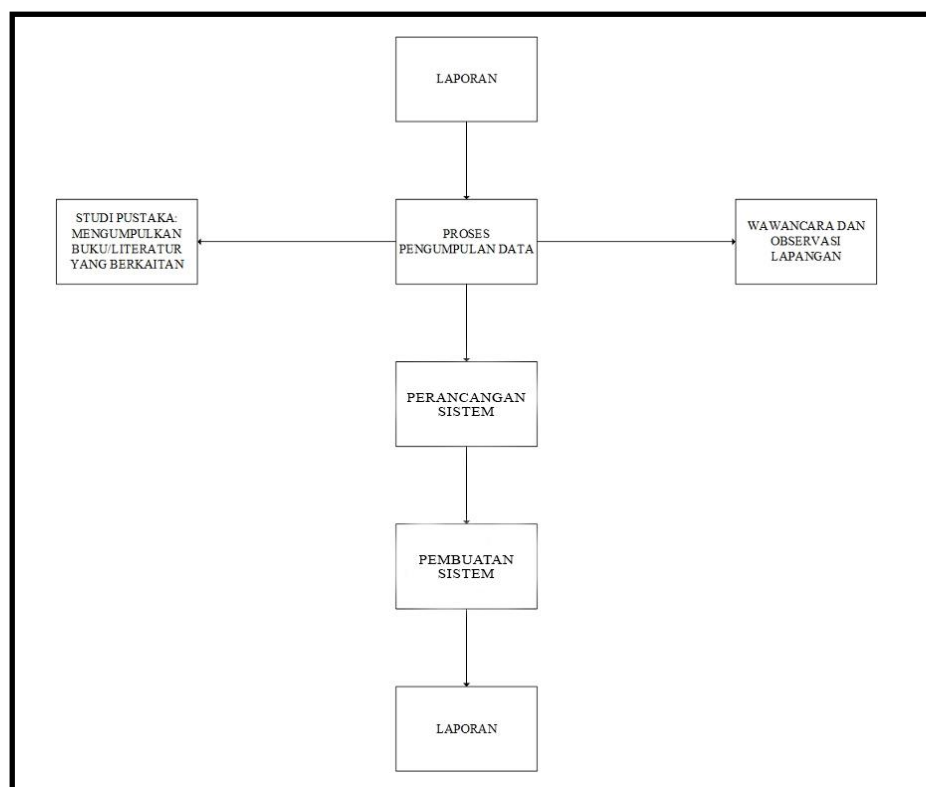 LAPORAN
STUDI PUSTAKA:
MENGUMPULKAN
BUKU/LITERATUR
YANG BERKAITAN
PROSES
PENGUMPULAN DATA
WAWANCARA DAN
OBSERVASI
LAPANGAN
PERANCANGAN
SISTEM
PEMBUATAN
SISTEM
LAPORAN